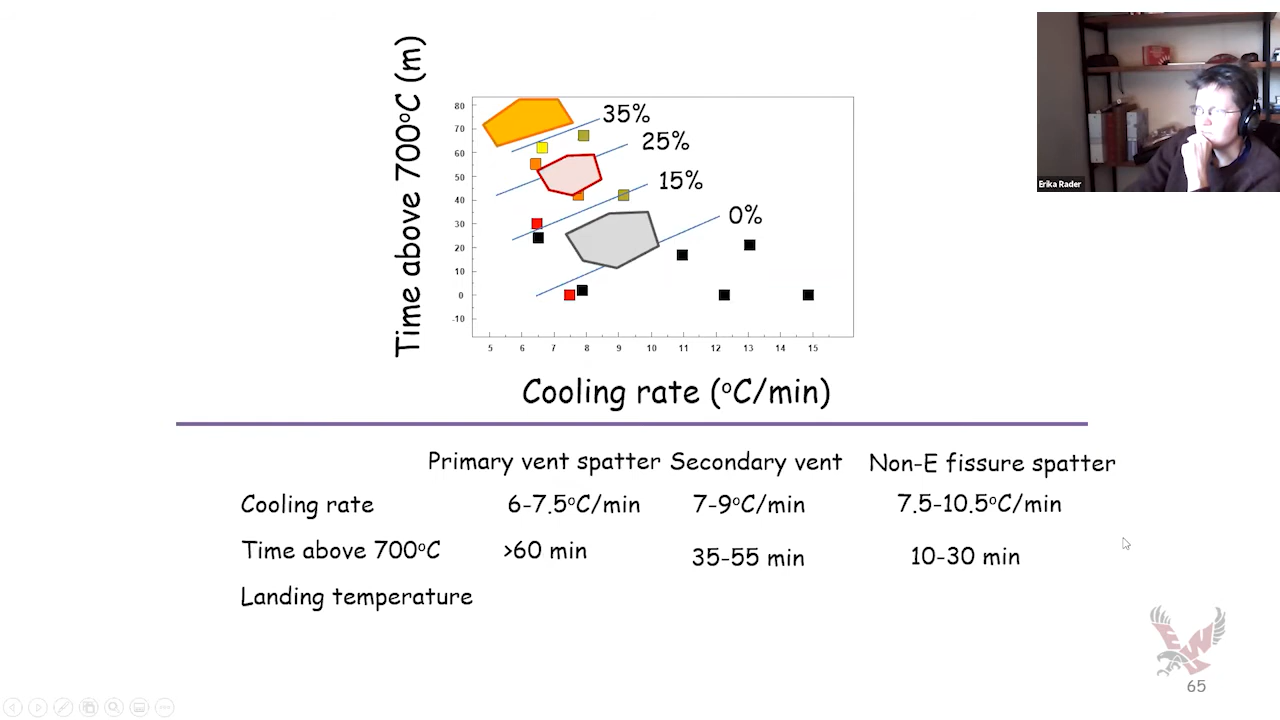 Time above 700°C (m)
80
70
60
50
40
30
20
10
0
-10
35%
25%
15%
0%
5 6 7 8 9 10 11 12 13 14 15
Cooling rate (°C/min)
Erika Rader
Primary vent spatter Secondary vent Non-E fissure spatter
Cooling rate 6-7.5°C/min 7-9°C/min 7.5-10.5°C/min
Time above 700°C >60 min 35-55 min 10-30 min
Landing temperature
EW
65